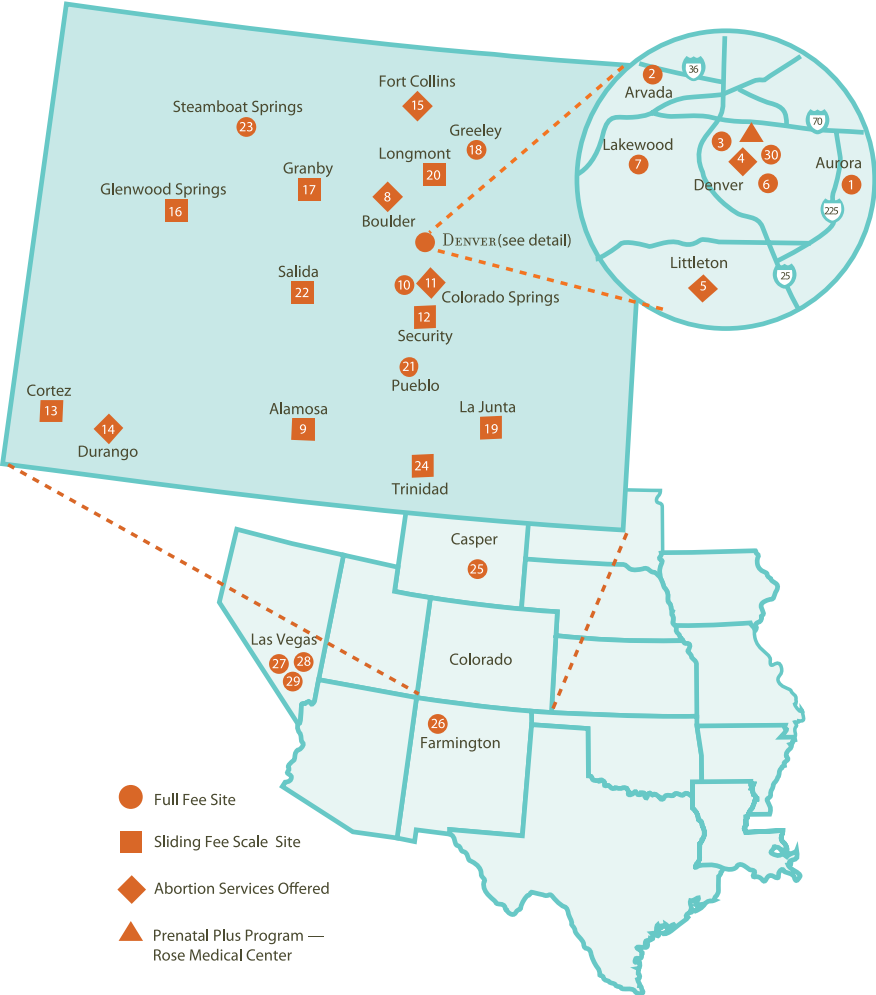 Fort Collins
15
Steamboat Springs
23
Greeley
18
Longmont
20
Granby
17
Glenwood Springs
16
8
Boulder
DENVER (see detail)
Salida
22
10
11
Colorado Springs
12
Security
21
Pueblo
Cortez
13
14
Durango
Alamosa
9
La Junta
19
24
Trinidad
36
2
Arvada
70
Lakewood
7
3
4
30
Denver
6
Aurora
1
225
Littleton
5
25
Casper
25
Las Vegas
27
28
29
Colorado
26
Farmington
Full Fee Site
Sliding Fee Scale Site
Abortion Services Offered
Prenatal Plus Program —
Rose Medical Center